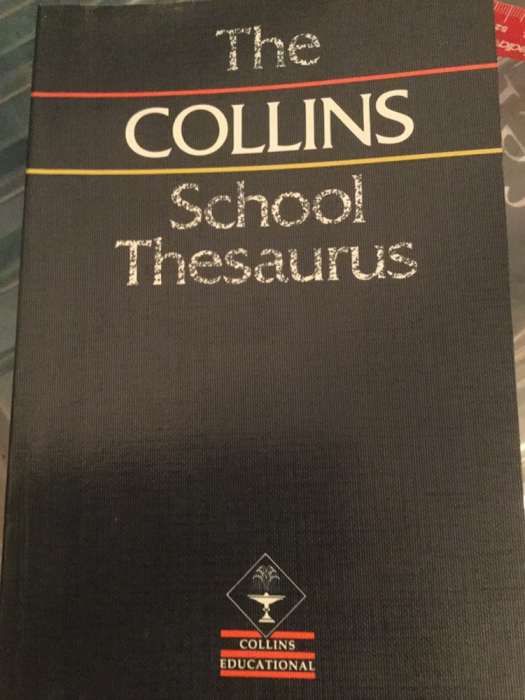 The
COLLINS
School
Thesaurus
COLLINS
EDUCATIONAL